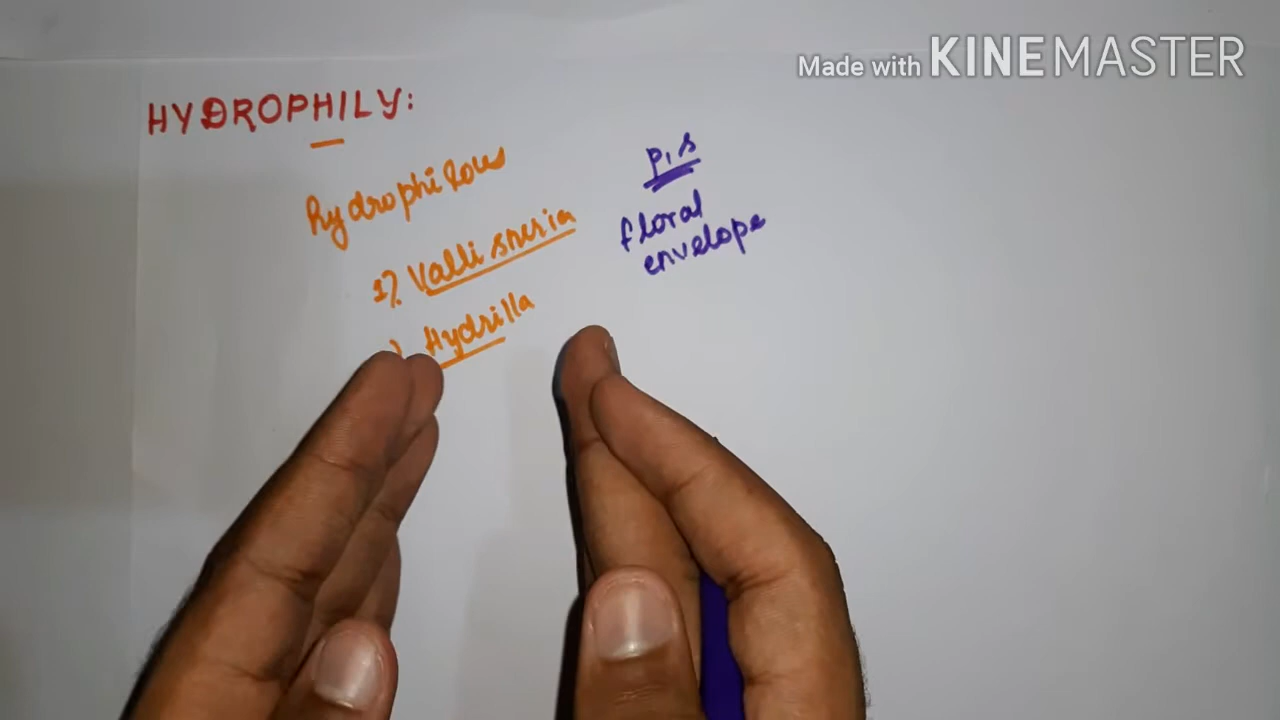 Made with KINEMASTER
HYDROPHILY:
hydrophilous
1). Vallisneria
Hydrilla
p, s
floral
envelope